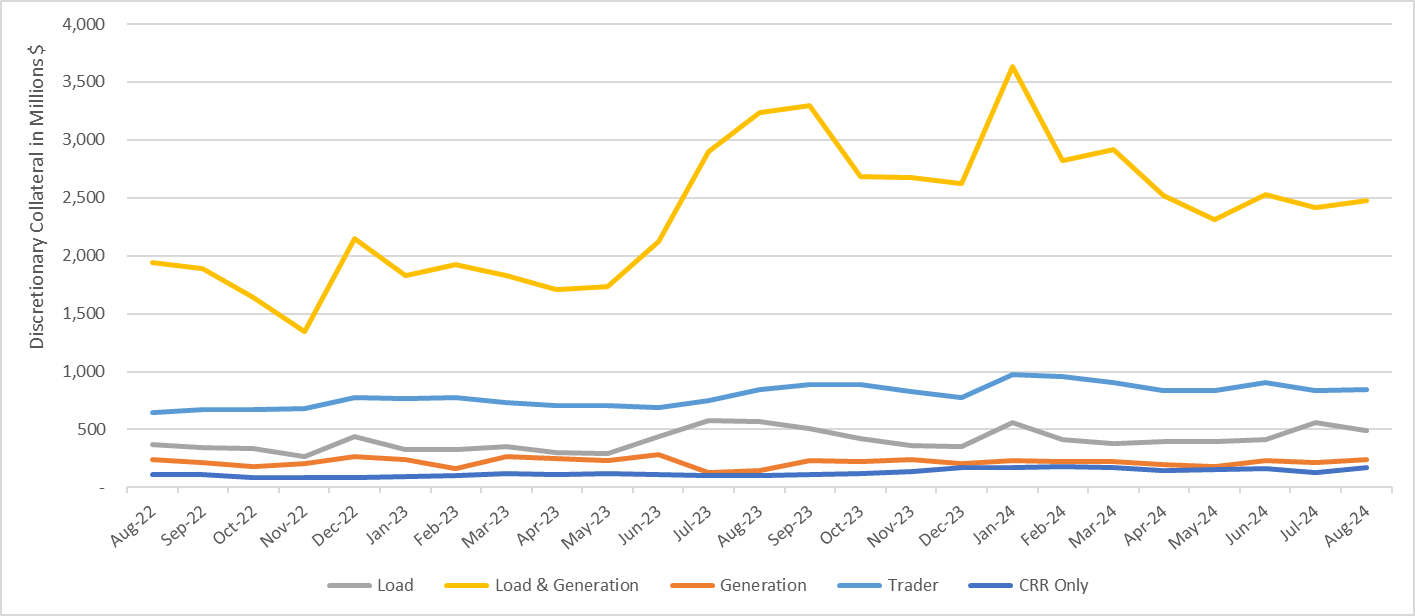 Discretionary Collateral in Millions $
4,000
3,500
3,000
2,500
2,000
1,500
1,000
500
-
Aug-22
Sep-22
Oct-22
Nov-22
Dec-22
Jan-23
Feb-23
Mar-23
Apr-23
May-23
Jun-23
Jul-23
Aug-23
Sep-23
Oct-23
Nov-23
Dec-23
Jan-24
Feb-24
Mar-24
Apr-24
May-24
Jun-24
Jul-24
Aug-24
Load
Load & Generation
Generation
Trader
CRR Only